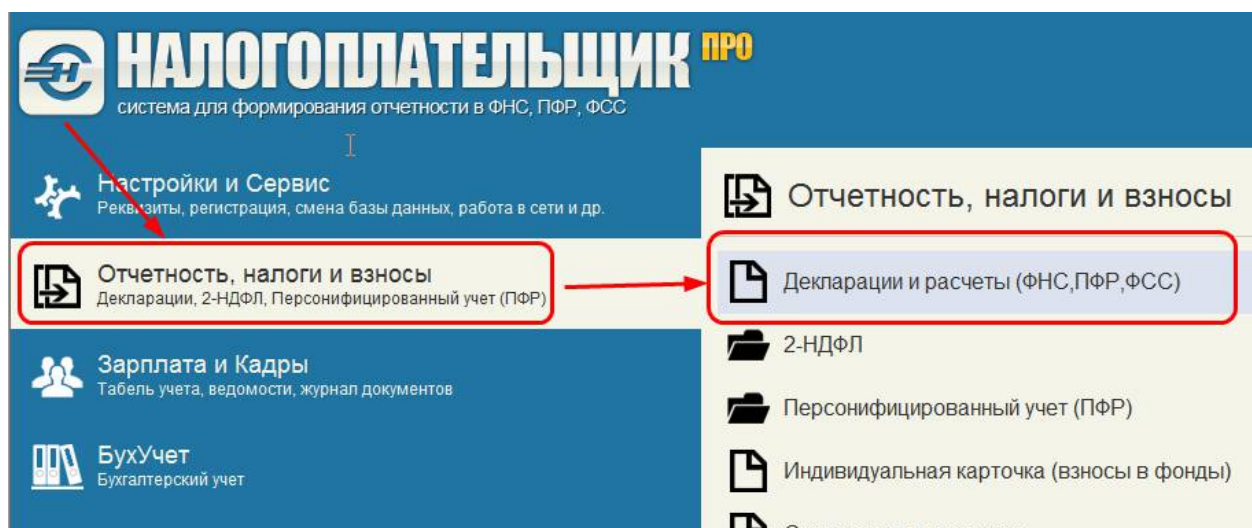 НАЛОГОПЛАТЕЛЬЩИК ПРО
система для формирования отчетности в ФНС, ПФР, ФСС
Настройки и Сервис
Реквизиты, регистрация, смена базы данных, работа в сети и др.
Отчетность, налоги и взносы
Декларации, 2-НДФЛ, Персонифицированный учет (ПФР)
Зарплата и Кадры
Табель учета, ведомости, журнал документов
БухУчет
Бухгалтерский учет
Отчетность, налоги и взносы
Декларации и расчеты (ФНС,ПФР,ФСС)
2-НДФЛ
Персонифицированный учет (ПФР)
Индивидуальная карточка (взносы в фонды)